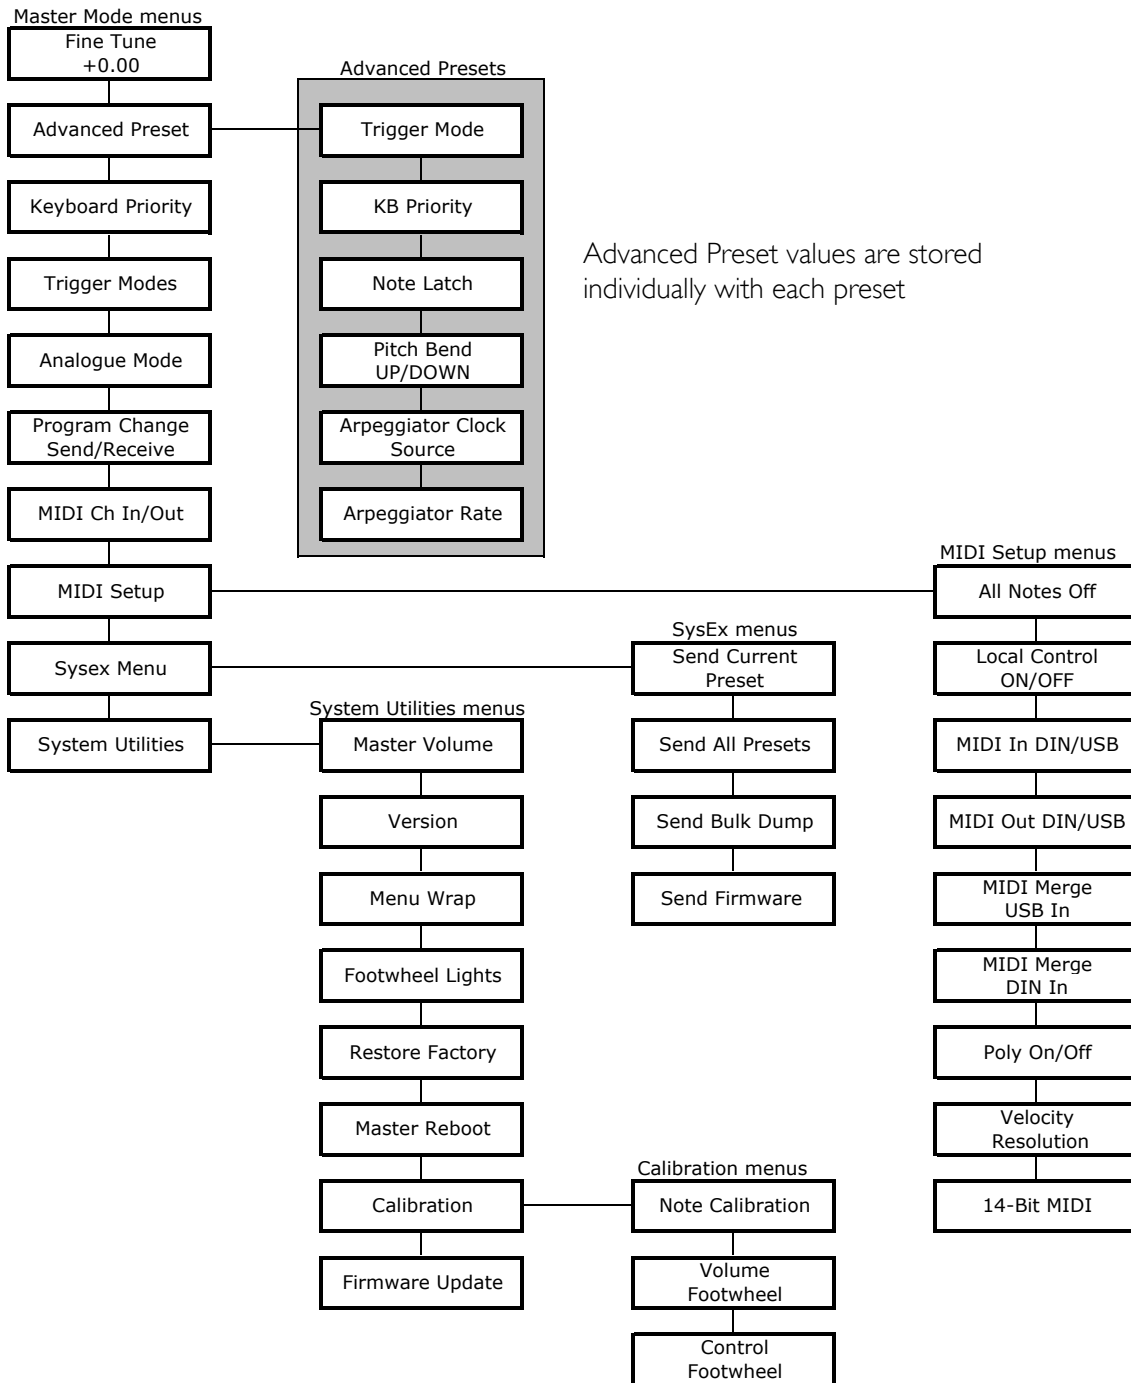 Master Mode menus
Fine Tune
+0.00
Advanced Preset
Keyboard Priority
Trigger Modes
Analogue Mode
Program Change
Send/Receive
MIDI Ch In/Out
MIDI Setup
Sysex Menu
System Utilities
Advanced Presets
Trigger Mode
KB Priority
Note Latch
Pitch Bend
UP/DOWN
Arpeggiator Clock
Source
Arpeggiator Rate
Advanced Preset values are stored
individually with each preset
MIDI Setup menus
All Notes Off
Local Control
ON/OFF
MIDI In DIN/USB
MIDI Out DIN/USB
MIDI Merge
USB In
MIDI Merge
DIN In
Poly On/Off
Velocity
Resolution
14-Bit MIDI
SysEx menus
Send Current
Preset
Send All Presets
Send Bulk Dump
Send Firmware
System Utilities menus
Master Volume
Version
Menu Wrap
Footwheel Lights
Restore Factory
Master Reboot
Calibration
Firmware Update
Calibration menus
Note Calibration
Volume
Footwheel
Control
Footwheel